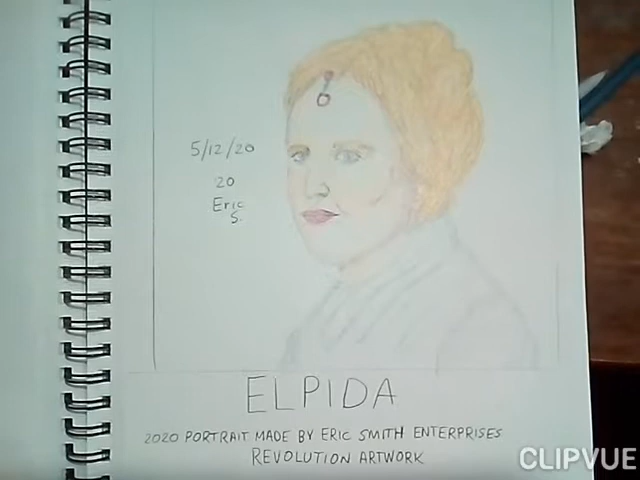 5/12/20
20
Eric
S.
ELPIDA
2020 PORTRAIT MADE BY ERIC SMITH ENTERPRISES
REVOLUTION ARTWORK
CLIPVUE